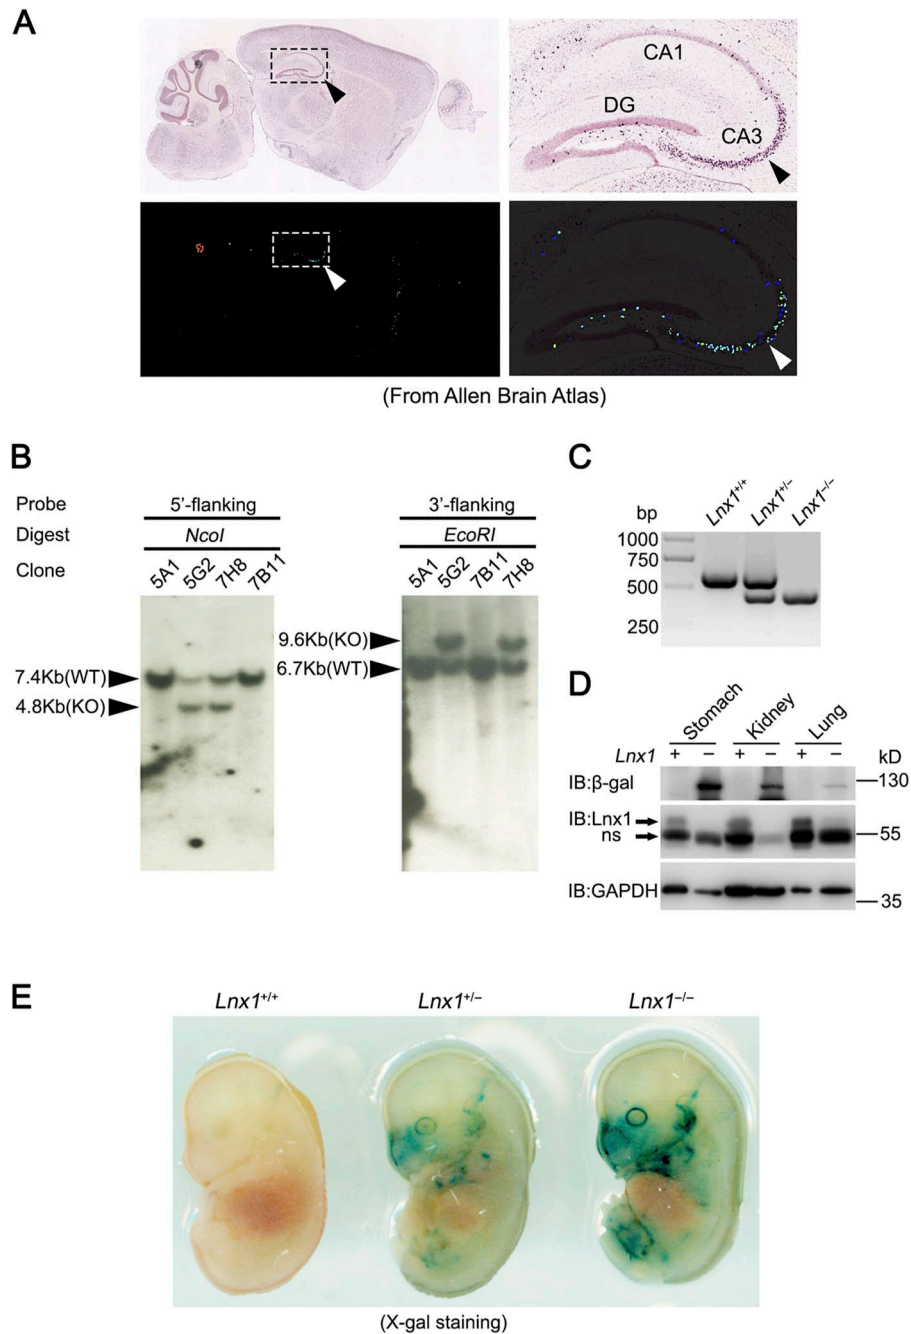 A
CA1
DG
CA3
(From Allen Brain Atlas)
B
Probe 5’-flanking 3’-flanking
Digest NcoI EcoRI
Clone 5A1 5G2 7H8 7B11 5A1 5G2 7B11 7H8
9.6Kb(KO)
7.4Kb(WT) 6.7Kb(WT)
4.8Kb(KO)
C
Lnx1+/+ Lnx1+/− Lnx1−/−
bp
1000
750
500
250
D
Stomach Kidney Lung
Lnx1 + − + − + − kD
IB:β-gal 130
IB:Lnx1
ns 55
IB:GAPDH 35
E
Lnx1+/+ Lnx1+/− Lnx1−/−
(X-gal staining)